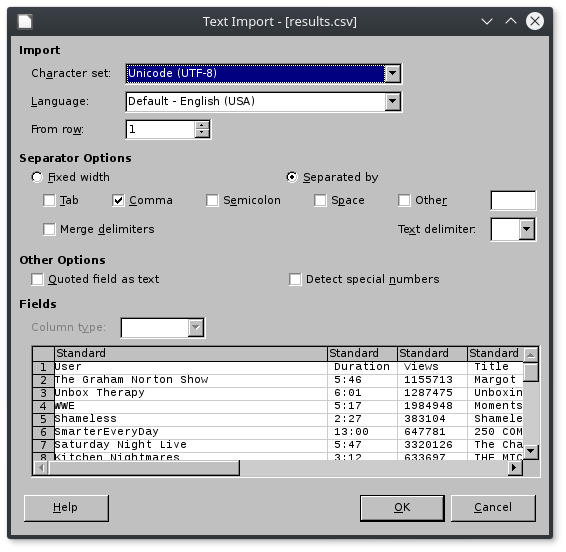 Text Import - [results.csv]
Import
Character set: Unicode (UTF-8)
Language: Default - English (USA)
From row: 1
Separator Options
Fixed width Separated by
Tab Comma Semicolon Space Other
Merge delimiters Text delimiter:
Other Options
Quoted field as text Detect special numbers
Fields
Column type:
Standard Standard Standard Standard
1 User Duration Views Title
2 The Graham Norton Show 5:46 1155713 Margot
3 Unbox Therapy 6:01 1287475 Unboxin
4 WWE 5:17 1984948 Moments
5 Shameless 2:27 383104 Shamele
6 SmarterEveryDay 13:00 647781 250 COM
7 Saturday Night Live 5:47 3320126 The Cha
8 Kitchen Nightmares 3:12 633697 THE MIC
Help OK Cancel